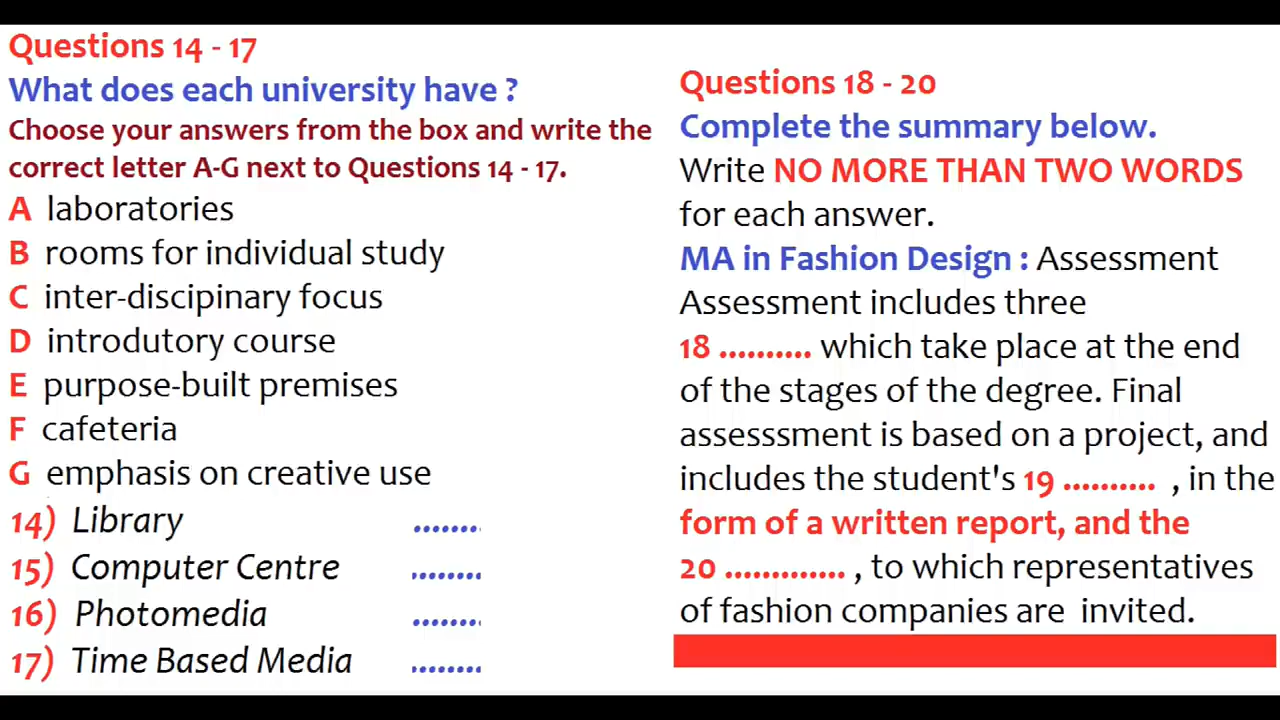 Questions 14 - 17
What does each university have ?
Choose your answers from the box and write the
correct letter A-G next to Questions 14 - 17.
A laboratories
B rooms for individual study
C inter-discipinary focus
D introdutory course
E purpose-built premises
F cafeteria
G emphasis on creative use
14) Library ........
15) Computer Centre ........
16) Photomedia ........
17) Time Based Media ........
Questions 18 - 20
Complete the summary below.
Write NO MORE THAN TWO WORDS
for each answer.
MA in Fashion Design : Assessment
Assessment includes three
18 .......... which take place at the end
of the stages of the degree. Final
assesssment is based on a project, and
includes the student's 19 .......... , in the
form of a written report, and the
20 ............. , to which representatives
of fashion companies are invited.